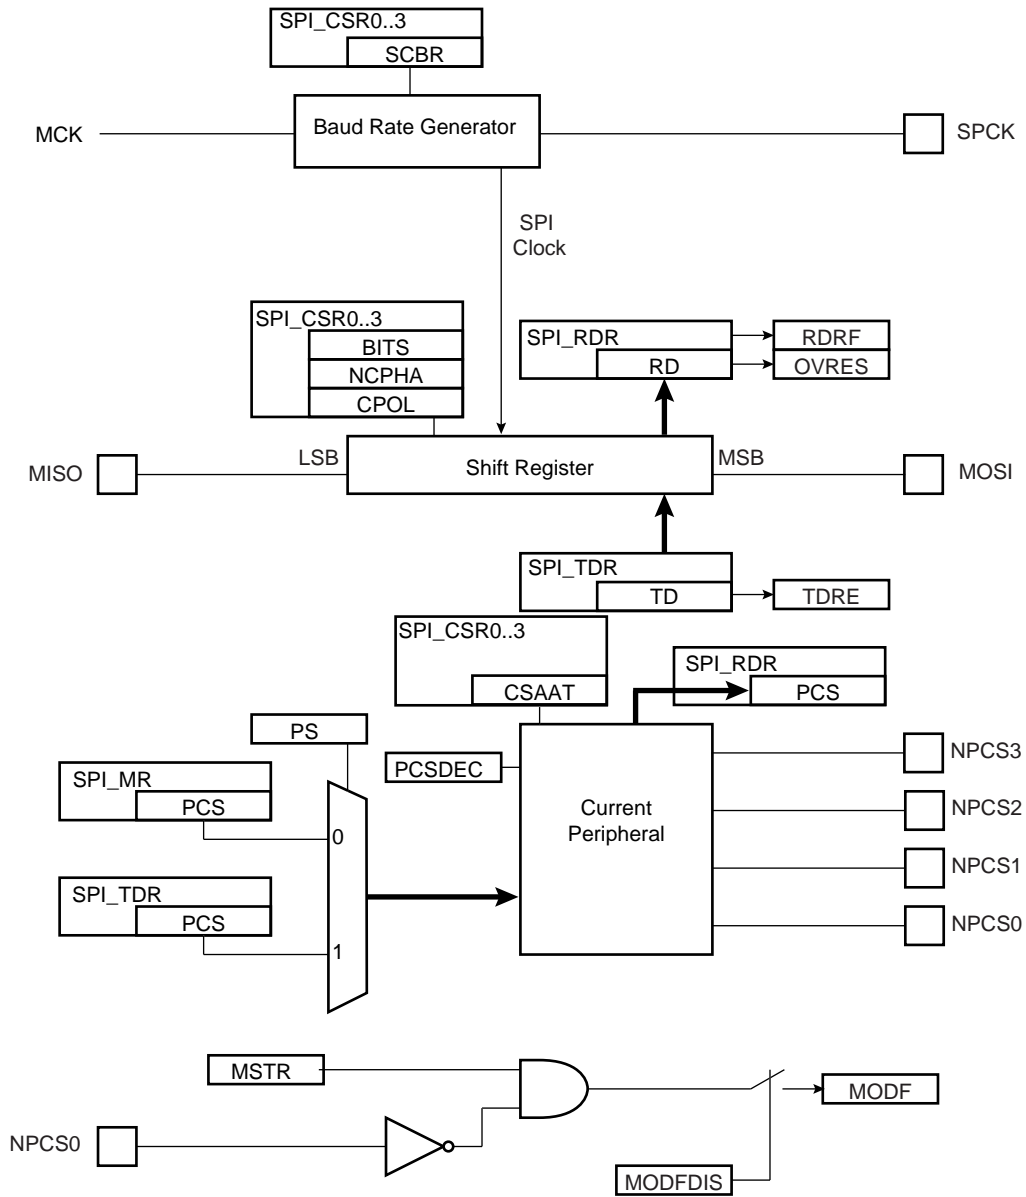 SPI_CSR0..3
SCBR
MCK
Baud Rate Generator
SPCK
SPI
Clock
SPI_CSR0..3
BITS
NCPHA
CPOL
SPI_RDR
RD
RDRF
OVRES
MISO
LSB
Shift Register
MSB
MOSI
SPI_TDR
TD
TDRE
SPI_CSR0..3
CSAAT
SPI_RDR
PCS
PS
PCSDEC
SPI_MR
PCS
0
Current
Peripheral
NPCS3
NPCS2
NPCS1
NPCS0
SPI_TDR
PCS
1
MSTR
MODF
NPCS0
MODFDIS